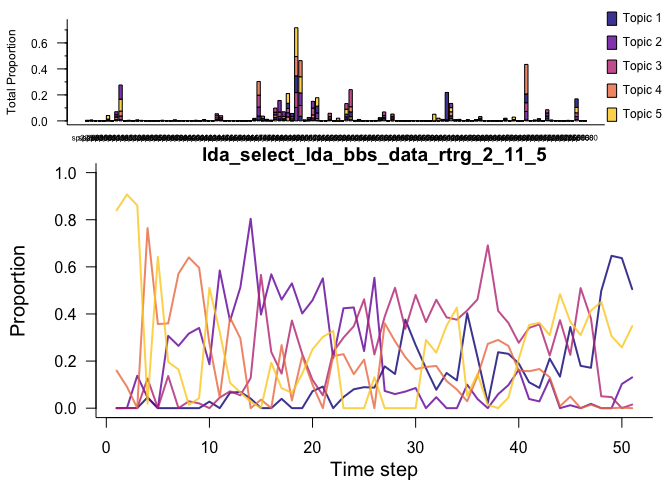 Total Proportion
0.6
0.4
0.2
0.0
Topic 1
Topic 2
Topic 3
Topic 4
Topic 5
lda_select_lda_bbs_data_rtrg_2_11_5
Proportion
1.0
0.8
0.6
0.4
0.2
0.0
0 10 20 30 40 50
Time step